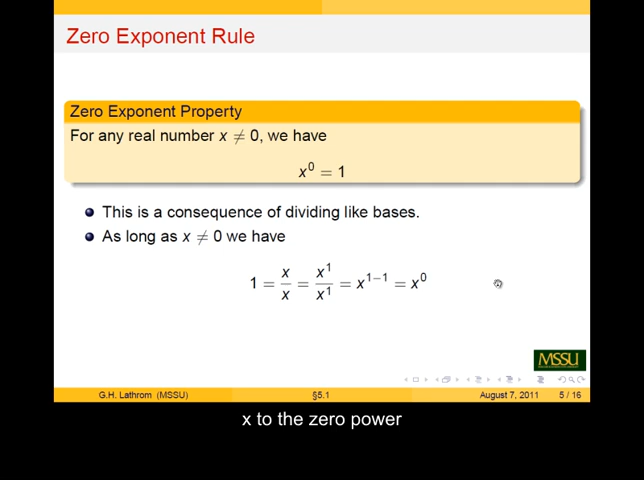 Zero Exponent Rule
Zero Exponent Property
For any real number x ≠ 0, we have
x⁰ = 1
This is a consequence of dividing like bases.
As long as x ≠ 0 we have
1 = x/x = x¹/x¹ = x¹⁻¹ = x⁰
MSSU
G.H. Lathrom (MSSU) §5.1 August 7, 2011 5 / 16
x to the zero power